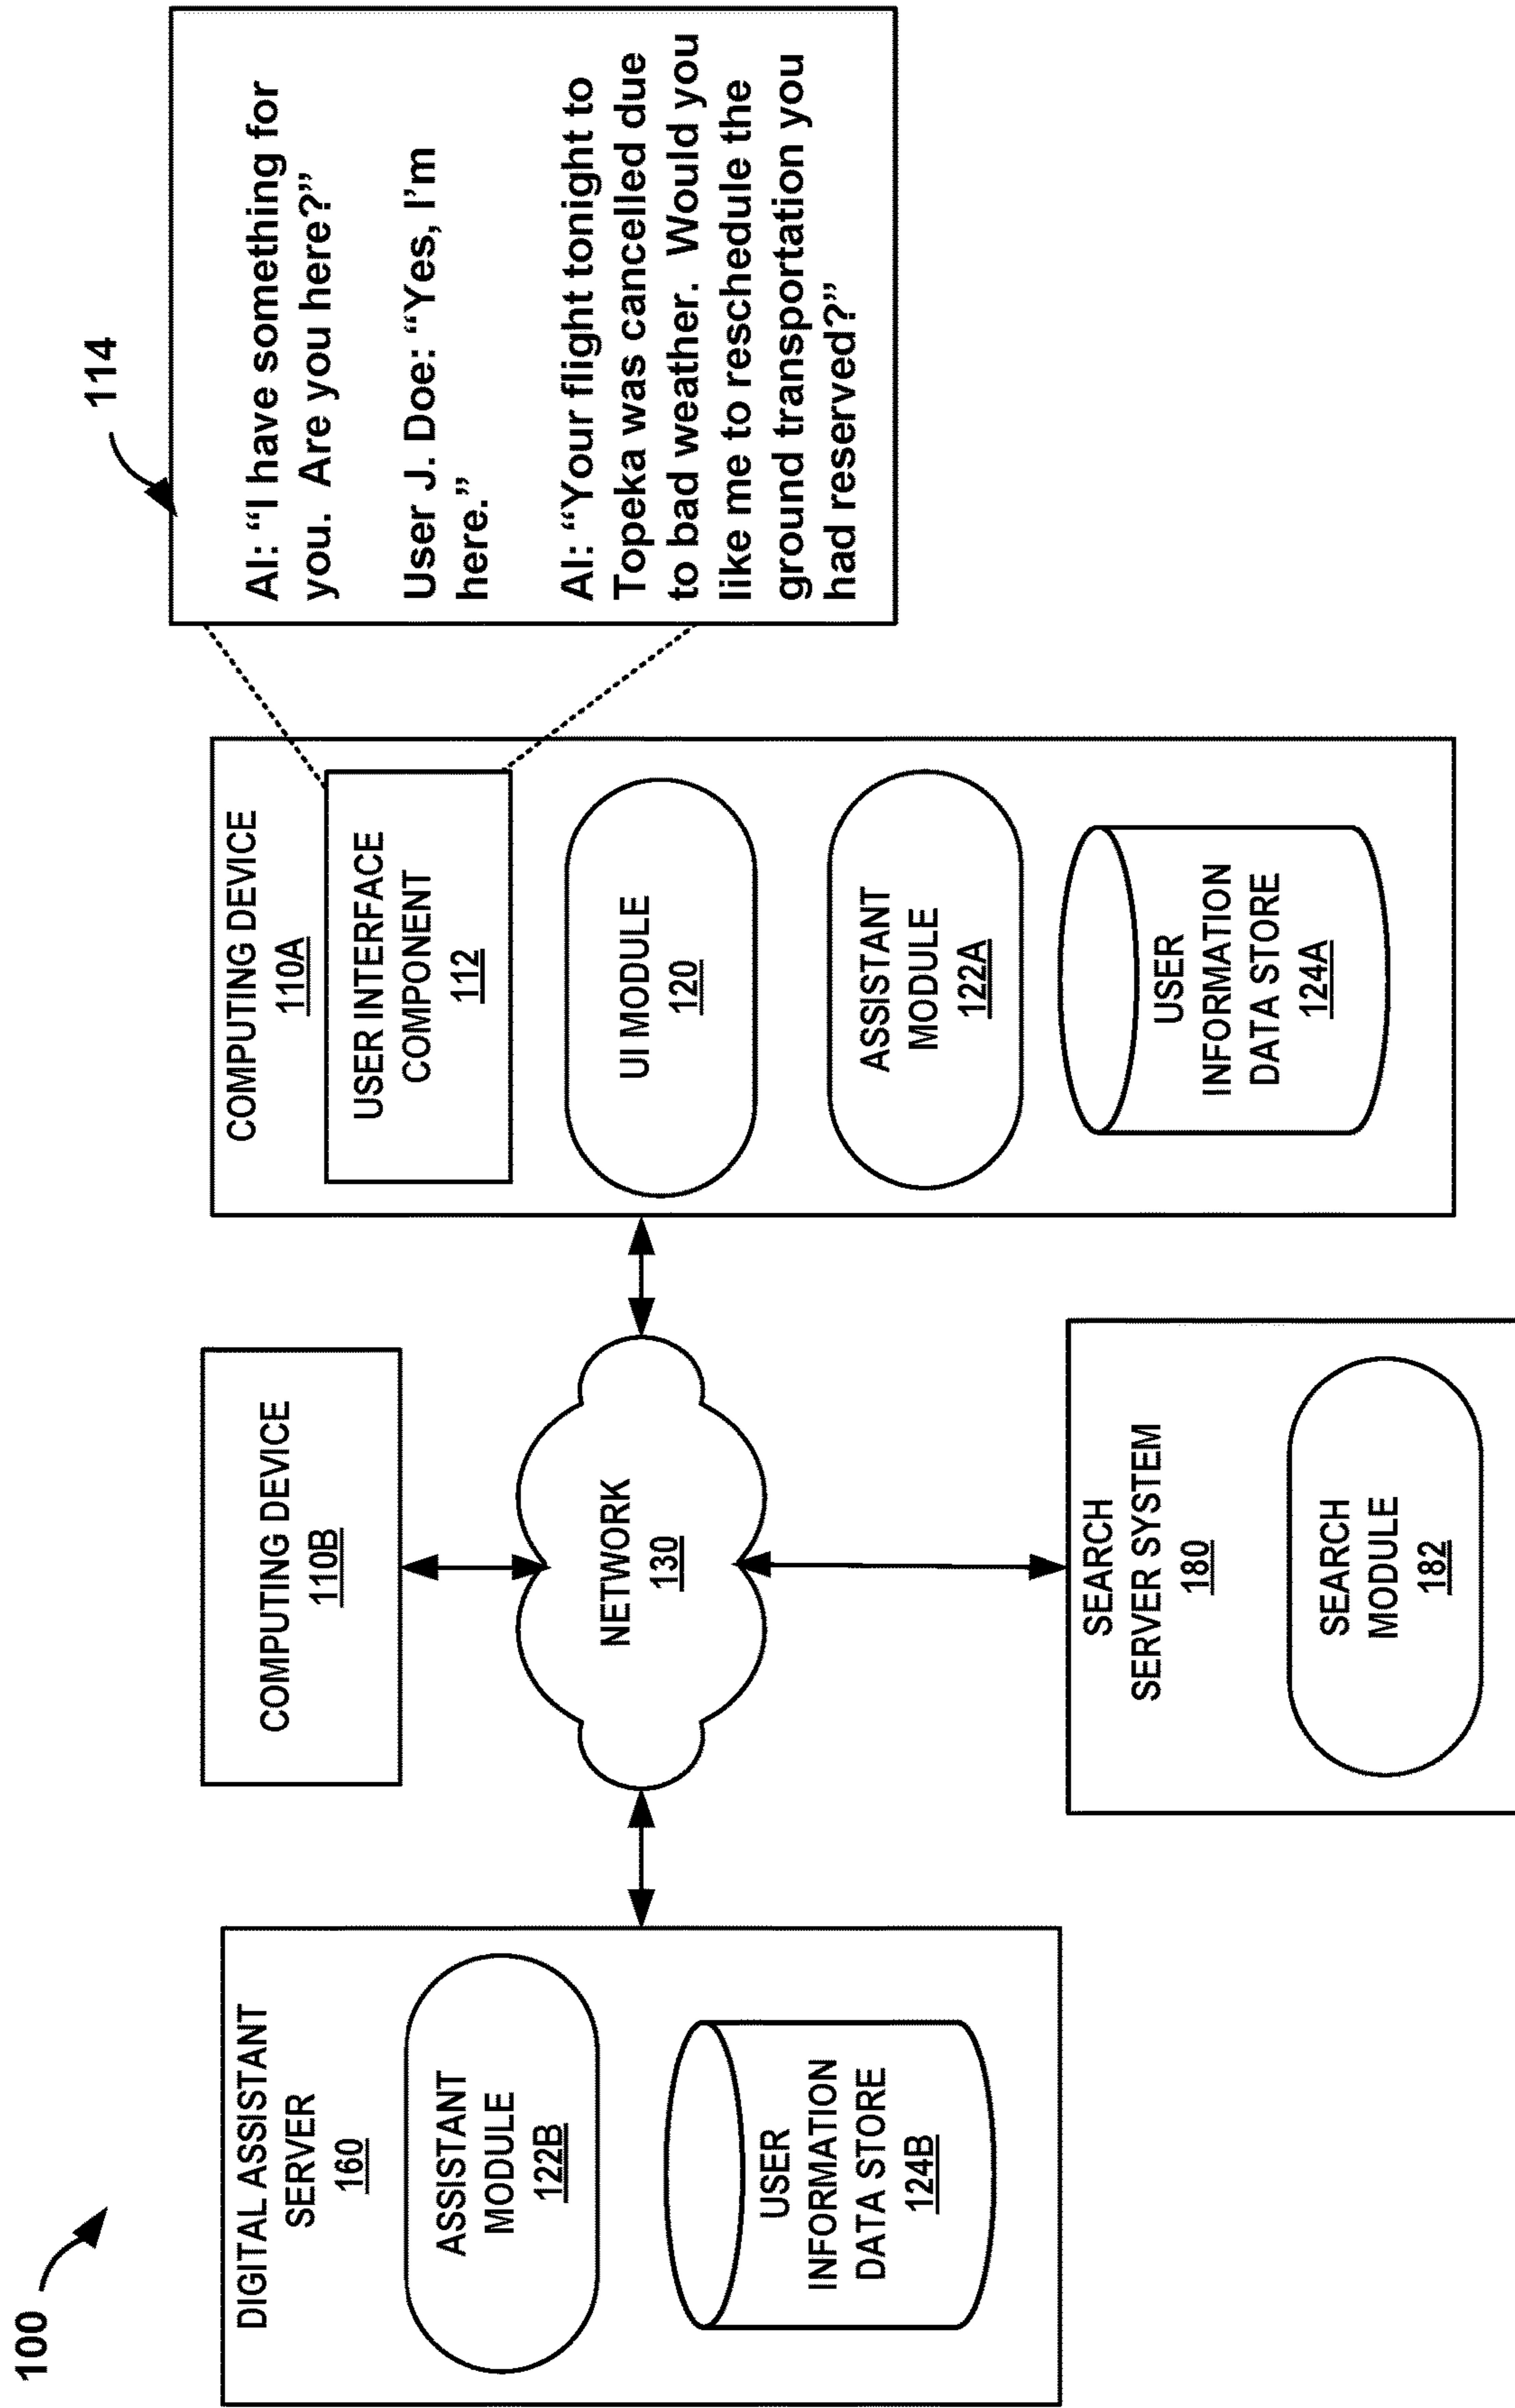 100
DIGITAL ASSISTANT
SERVER
160
ASSISTANT
MODULE
122B
USER
INFORMATION
DATA STORE
124B
COMPUTING DEVICE
110B
NETWORK
130
SEARCH
SERVER SYSTEM
180
SEARCH
MODULE
182
COMPUTING DEVICE
110A
USER INTERFACE
COMPONENT
112
UI MODULE
120
ASSISTANT
MODULE
122A
USER
INFORMATION
DATA STORE
124A
114
AI: “I have something for
you.  Are you here?”
User J. Doe: “Yes, I’m
here.”
AI: “Your flight tonight to
Topeka was cancelled due
to bad weather.  Would you
like me to reschedule the
ground transportation you
had reserved?”